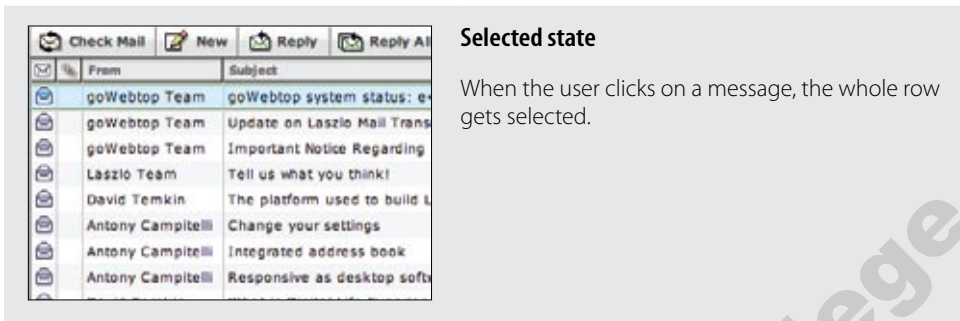 Check Mail New Reply Reply All
From Subject
goWebtop Team goWebtop system status: e
goWebtop Team Update on Laszlo Mail Trans
goWebtop Team Important Notice Regarding
Laszlo Team Tell us what you think!
David Temkin The platform used to build L
Antony Campitelli Change your settings
Antony Campitelli Integrated address book
Antony Campitelli Responsive as desktop softw
Selected state
When the user clicks on a message, the whole row
gets selected.
ege